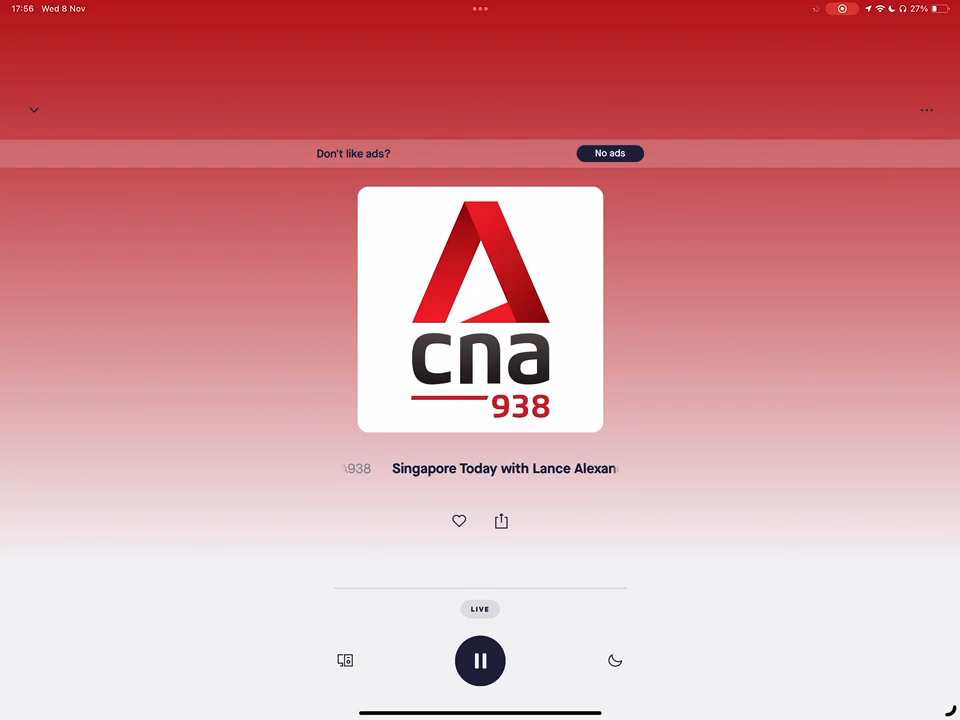 17:56 Wed 8 Nov
27%
Don't like ads?
No ads
cna
938
938 Singapore Today with Lance Alexan
LIVE